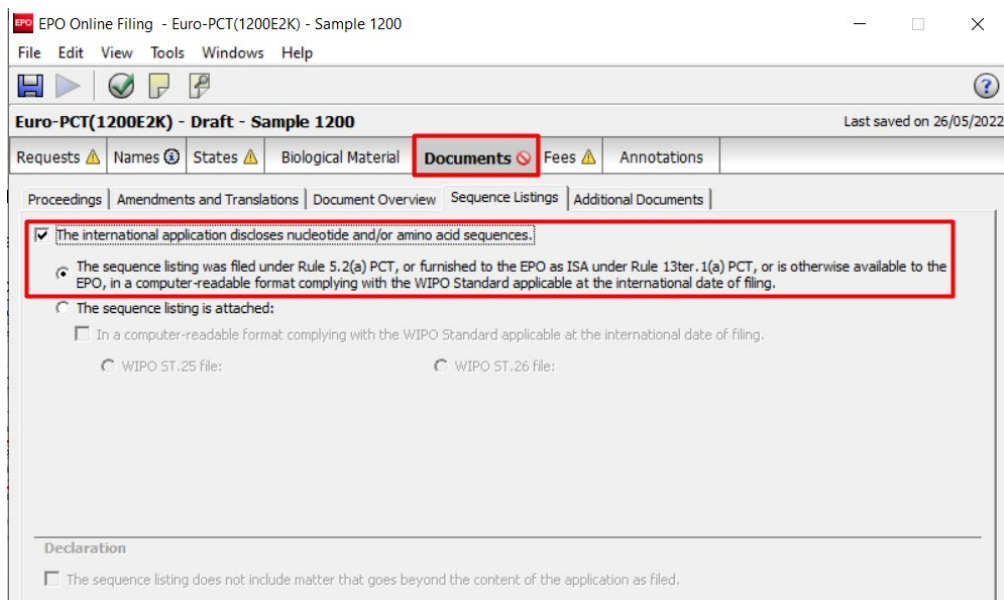 EPO EPO Online Filing - Euro-PCT(1200E2K) - Sample 1200
File Edit View Tools Windows Help
Euro-PCT(1200E2K) - Draft - Sample 1200 Last saved on 26/05/2022
Requests Names States Biological Material Documents Fees Annotations
Proceedings Amendments and Translations Document Overview Sequence Listings Additional Documents
The international application discloses nucleotide and/or amino acid sequences.
The sequence listing was filed under Rule 5.2(a) PCT, or furnished to the EPO as ISA under Rule 13ter.1(a) PCT, or is otherwise available to the
EPO, in a computer-readable format complying with the WIPO Standard applicable at the international date of filing.
The sequence listing is attached:
In a computer-readable format complying with the WIPO Standard applicable at the international date of filing.
WIPO ST.25 file: WIPO ST.26 file:
Declaration
The sequence listing does not include matter that goes beyond the content of the application as filed.